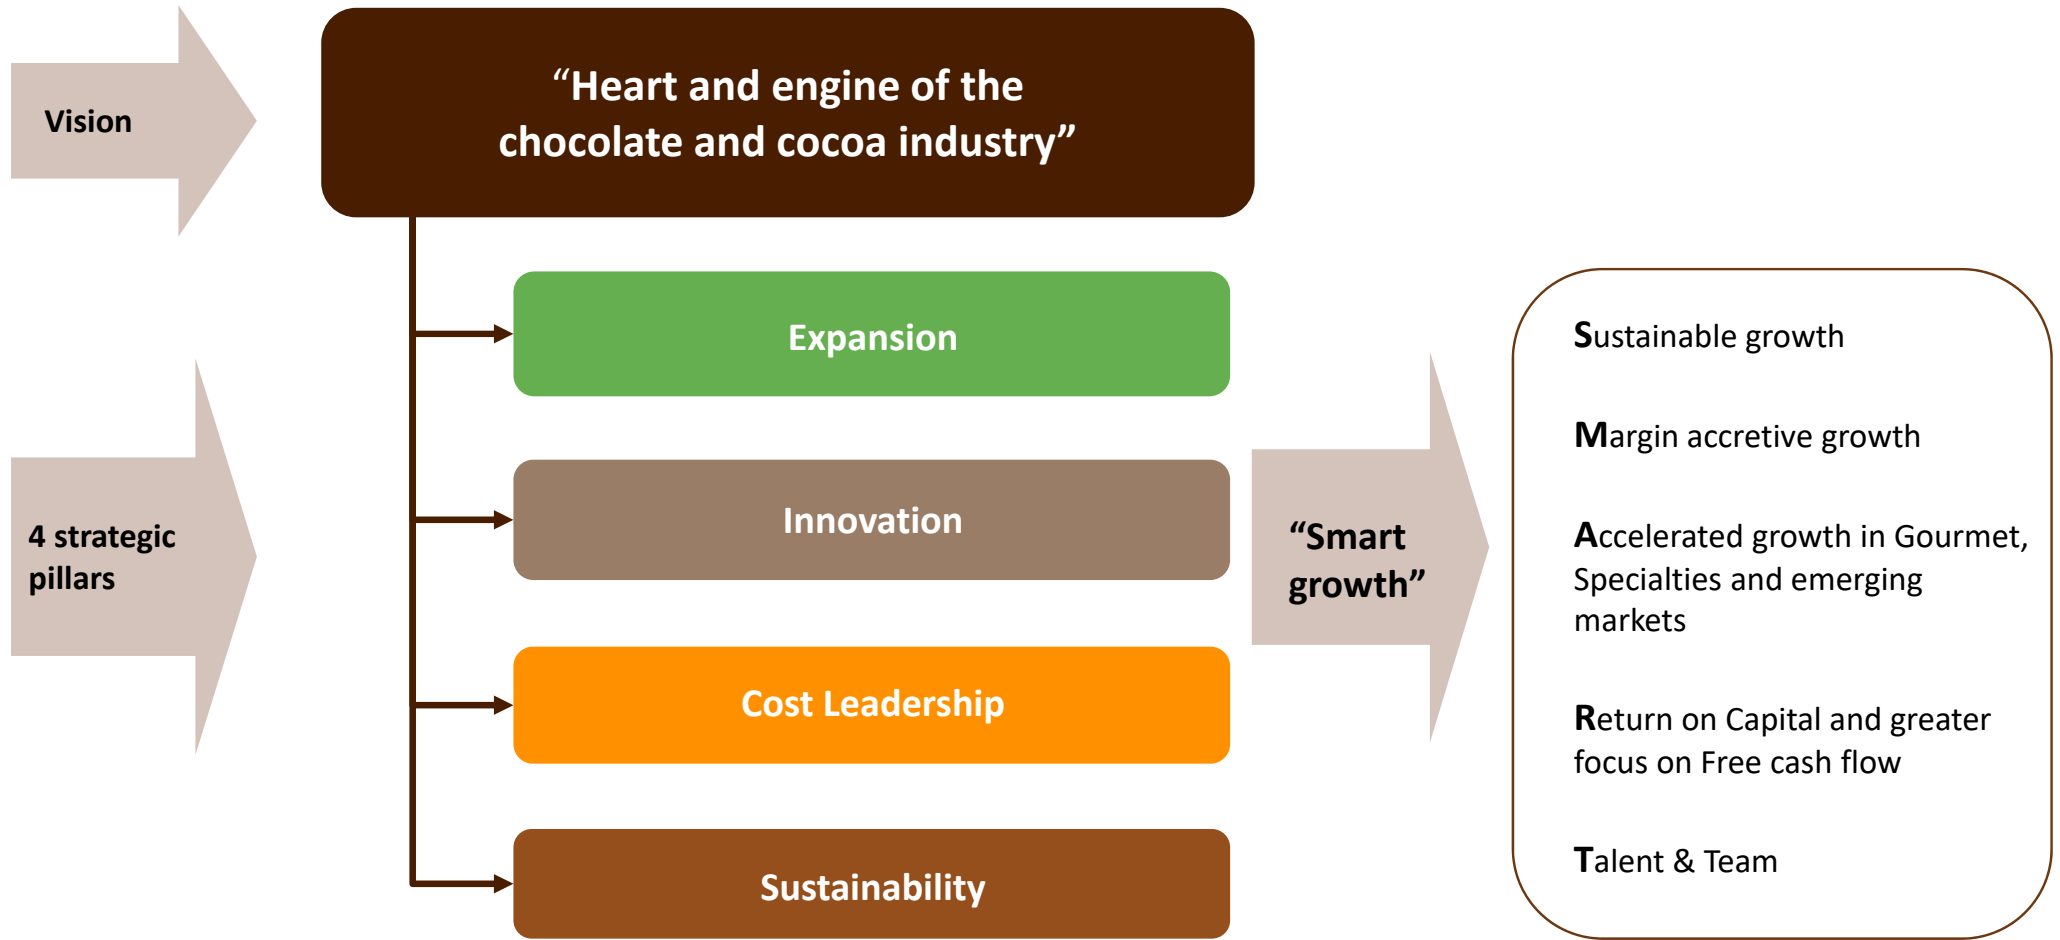 Vision
“Heart and engine of the
chocolate and cocoa industry”
4 strategic
pillars
Expansion
Innovation
Cost Leadership
Sustainability
“Smart
growth”
Sustainable growth
Margin accretive growth
Accelerated growth in Gourmet,
Specialties and emerging
markets
Return on Capital and greater
focus on Free cash flow
Talent & Team